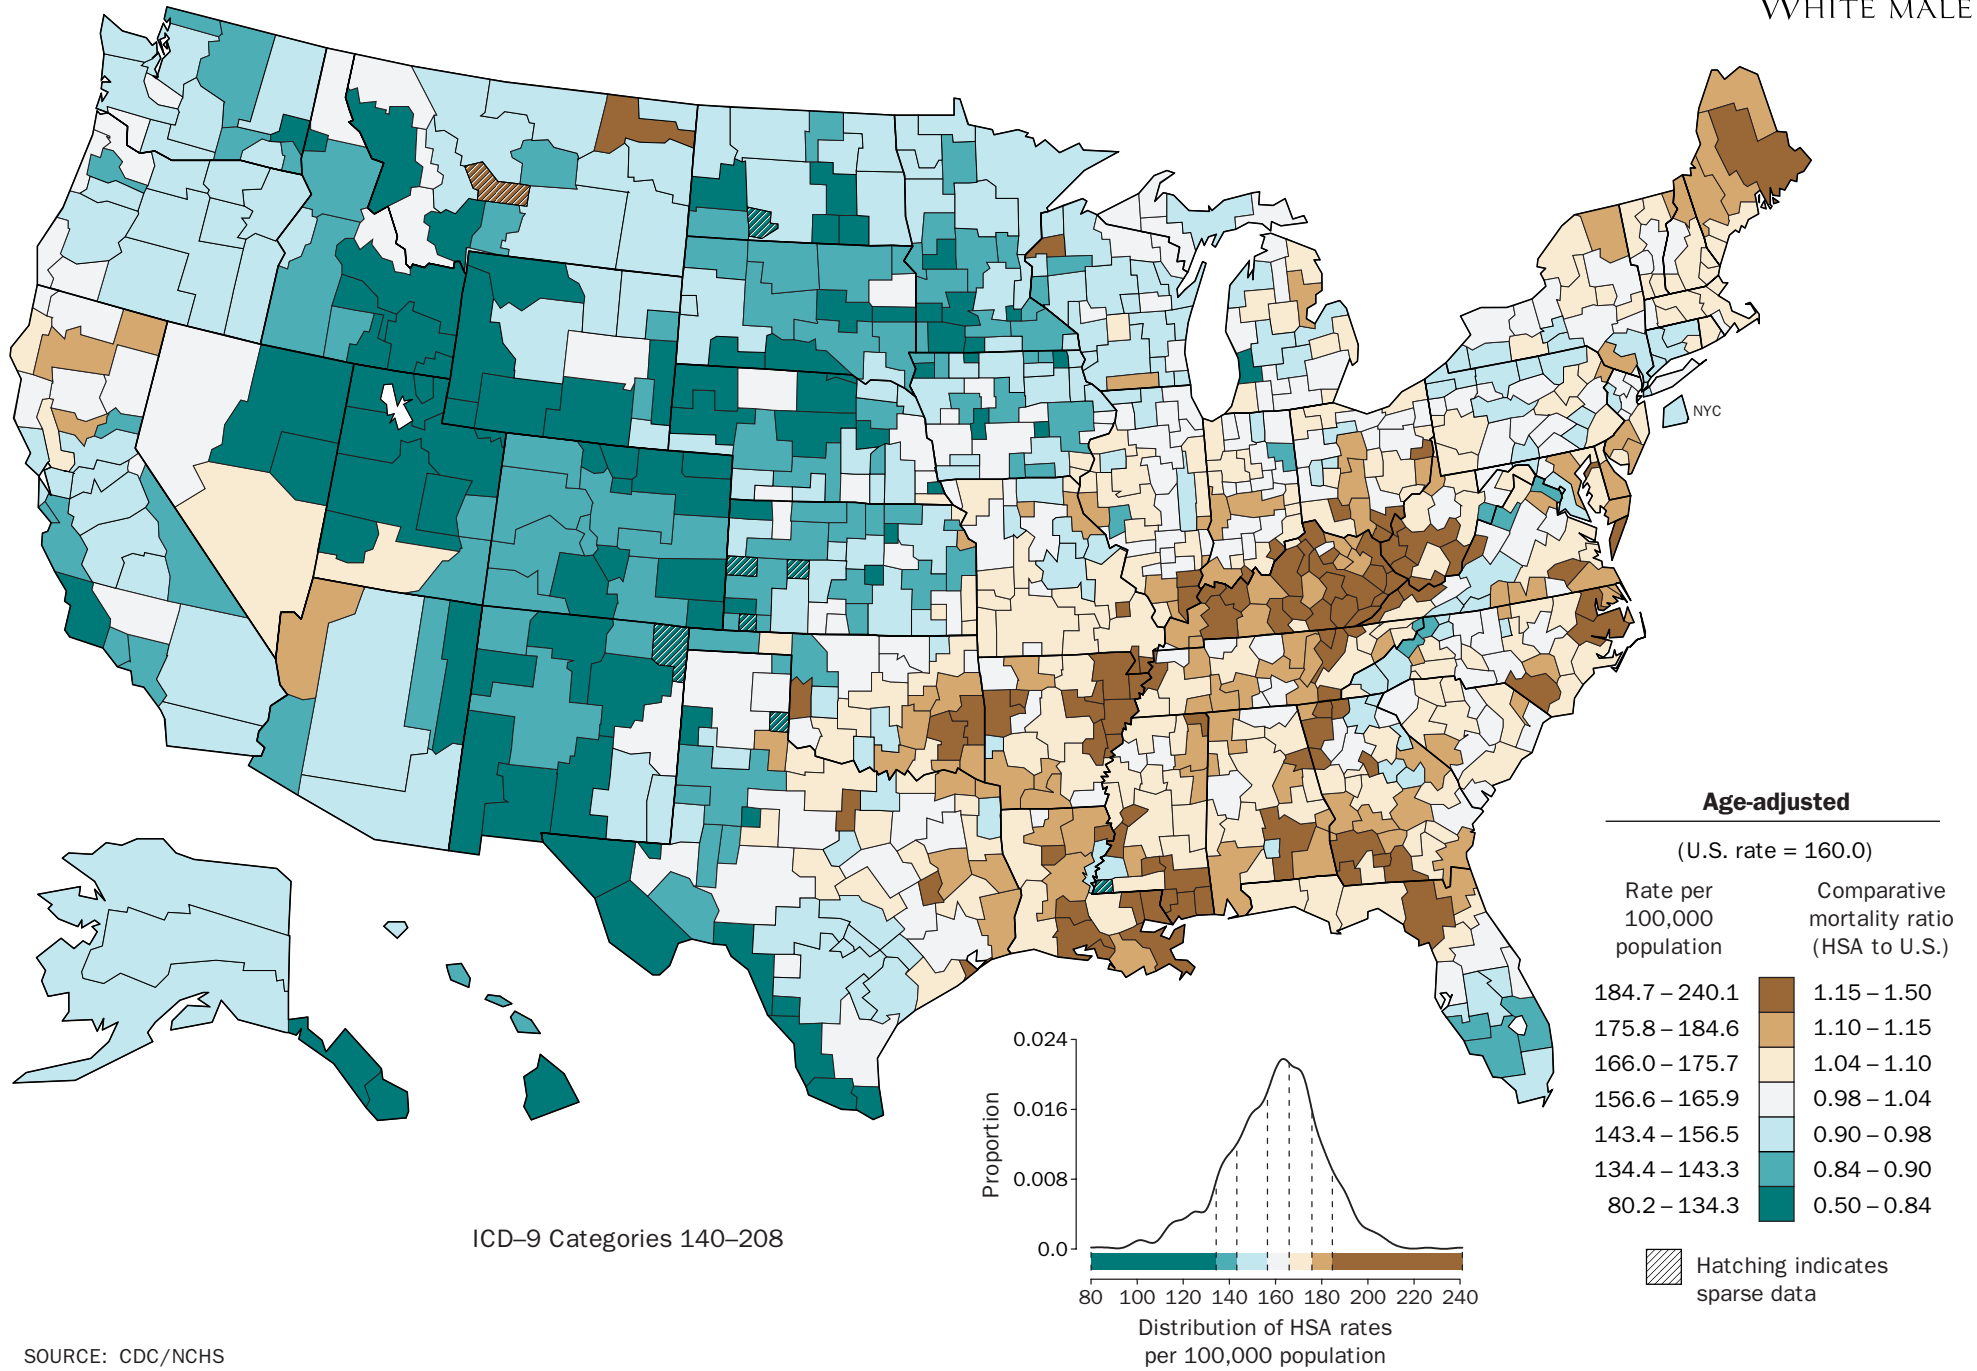 WHITE MALE
NYC
Age-adjusted
(U.S. rate = 160.0)
Rate per
100,000
population
Comparative
mortality ratio
(HSA to U.S.)
184.7 – 240.1 1.15 – 1.50
175.8 – 184.6 1.10 – 1.15
166.0 – 175.7 1.04 – 1.10
156.6 – 165.9 0.98 – 1.04
143.4 – 156.5 0.90 – 0.98
134.4 – 143.3 0.84 – 0.90
80.2 – 134.3 0.50 – 0.84
Hatching indicates
sparse data
0.024
0.016
0.008
0.0
Proportion
80 100 120 140 160 180 200 220 240
Distribution of HSA rates
per 100,000 population
ICD–9 Categories 140–208
SOURCE: CDC/NCHS